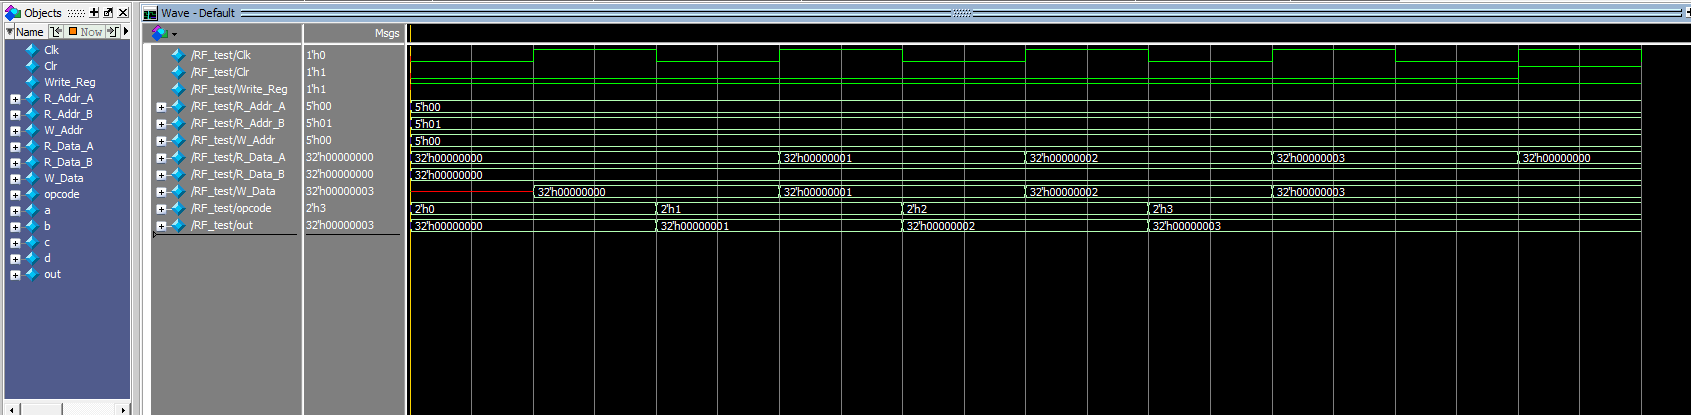 Objects
Name
Now
Clk
Clr
Write_Reg
R_Addr_A
R_Addr_B
W_Addr
R_Data_A
R_Data_B
W_Data
opcode
a
b
c
d
out
Wave - Default
Msgs
/RF_test/Clk 1'h0
/RF_test/Clr 1'h1
/RF_test/Write_Reg 1'h1
/RF_test/R_Addr_A 5'h00 5'h00
/RF_test/R_Addr_B 5'h01 5'h01
/RF_test/W_Addr 5'h00 5'h00
/RF_test/R_Data_A 32'h00000000 32'h00000000 32'h00000001 32'h00000002 32'h00000003 32'h00000000
/RF_test/R_Data_B 32'h00000000 32'h00000000
/RF_test/W_Data 32'h00000003 32'h00000000 32'h00000001 32'h00000002 32'h00000003
/RF_test/opcode 2'h3 2'h0 2'h1 2'h2 2'h3
/RF_test/out 32'h00000003 32'h00000000 32'h00000001 32'h00000002 32'h00000003